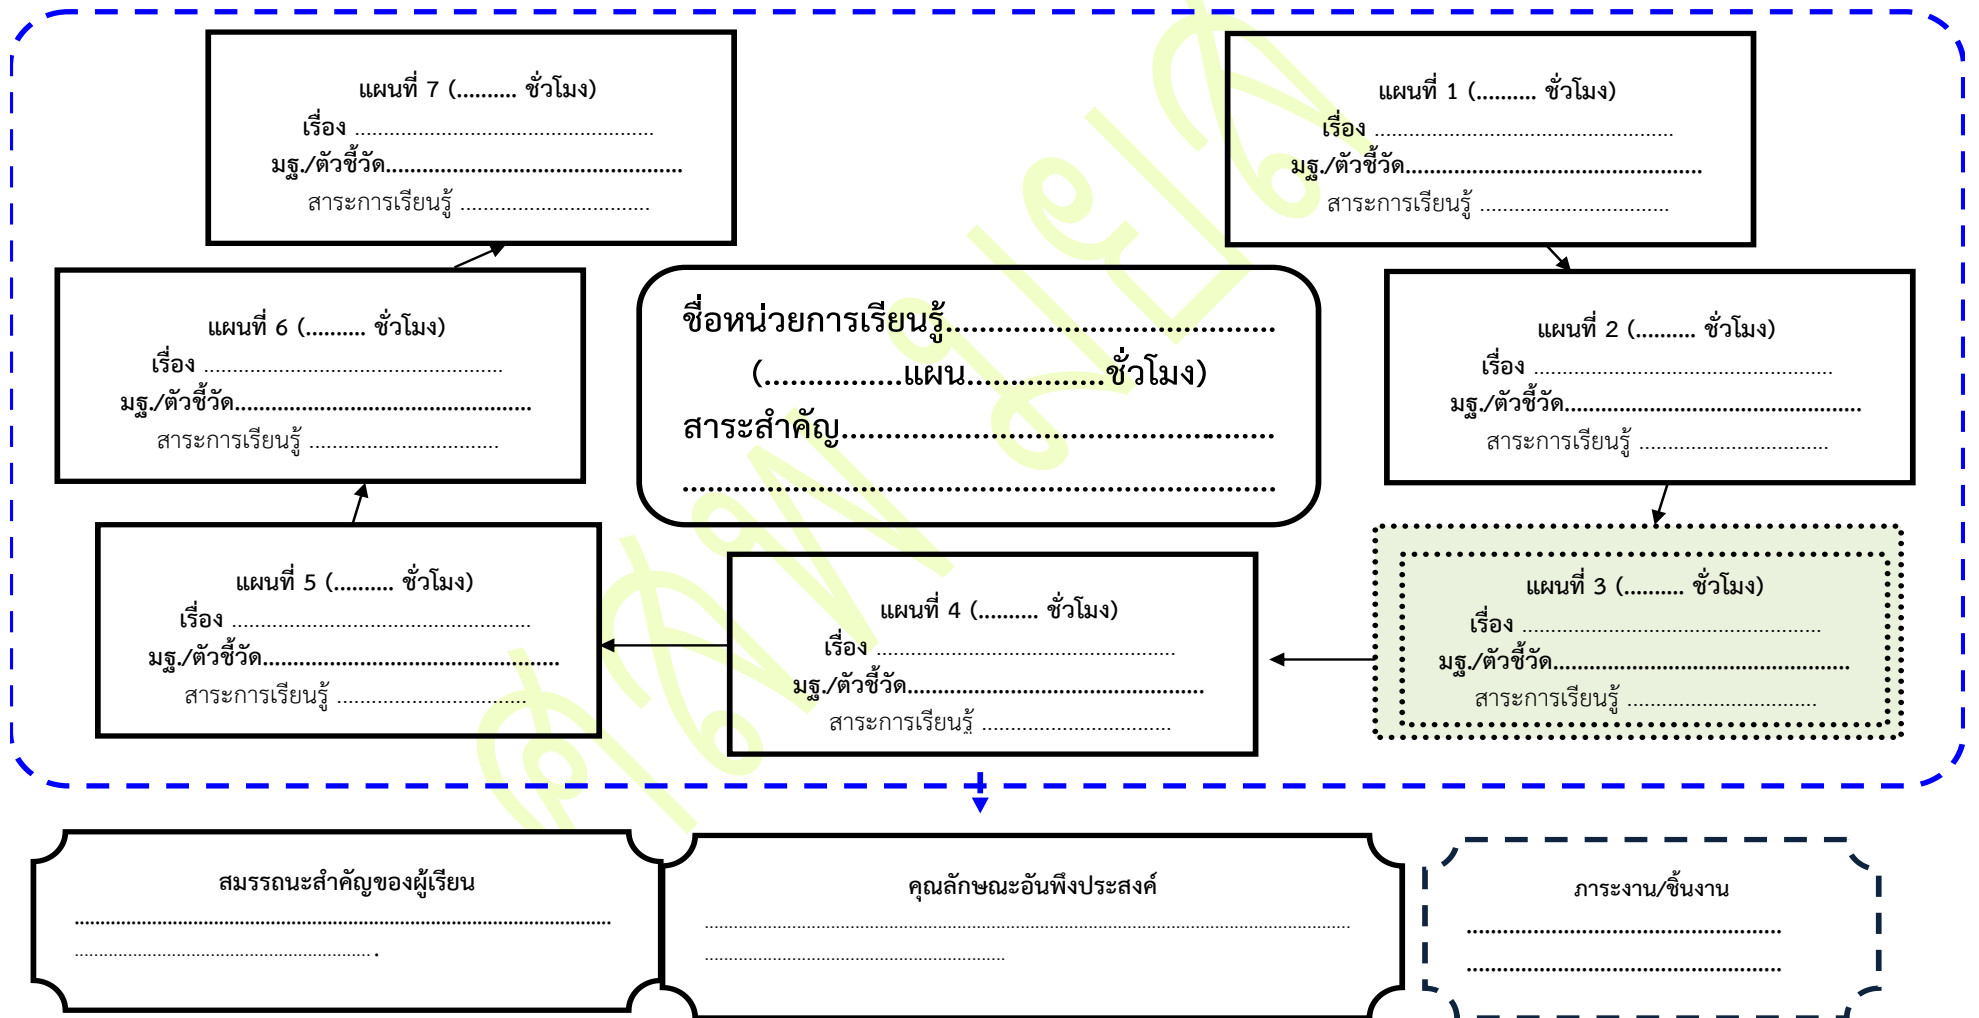 แผนที่ 7 (.......... ชั่วโมง)
เรื่อง ....................................................
มฐ./ตัวชี้วัด..................................................
สาระการเรียนรู้ .................................
แผนที่ 1 (.......... ชั่วโมง)
เรื่อง ....................................................
มฐ./ตัวชี้วัด..................................................
สาระการเรียนรู้ .................................
แผนที่ 6 (.......... ชั่วโมง)
เรื่อง ....................................................
มฐ./ตัวชี้วัด..................................................
สาระการเรียนรู้ .................................
ชื่อหน่วยการเรียนรู้.....................................
(................แผน................ชั่วโมง)
สาระสำคัญ.................................................
...................................................................
แผนที่ 2 (.......... ชั่วโมง)
เรื่อง ....................................................
มฐ./ตัวชี้วัด..................................................
สาระการเรียนรู้ .................................
แผนที่ 5 (.......... ชั่วโมง)
เรื่อง ....................................................
มฐ./ตัวชี้วัด..................................................
สาระการเรียนรู้ .................................
แผนที่ 4 (.......... ชั่วโมง)
เรื่อง ....................................................
มฐ./ตัวชี้วัด..................................................
สาระการเรียนรู้ .................................
แผนที่ 3 (.......... ชั่วโมง)
เรื่อง ....................................................
มฐ./ตัวชี้วัด..................................................
สาระการเรียนรู้ .................................
สมรรถนะสำคัญของผู้เรียน
..........................................................................................
.............................................................. .
คุณลักษณะอันพึงประสงค์
....................................................................................................................................
..............................................................
ภาระงาน/ชิ้นงาน
.....................................................
.....................................................